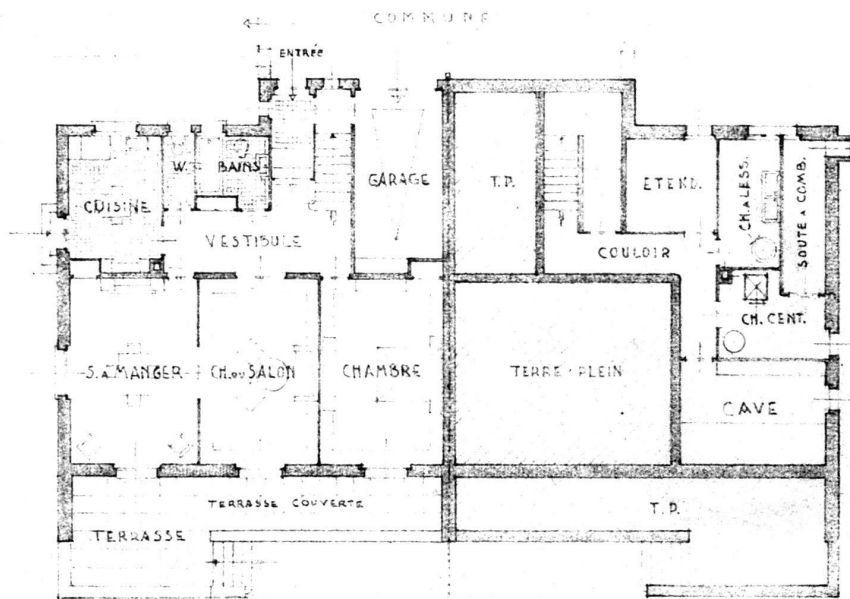 COMMUNE
ENTRÉE
W.
BAINS
CUISINE
GARAGE
VESTIBULE
T.P.
ETEND.
CH. à LESS.
SOUTE à COMB.
COULOIR
CH. CENT.
S. à MANGER
CH. ou SALON
CHAMBRE
TERRE-PLEIN
CAVE
TERRASSE COUVERTE
TERRASSE
T.P.